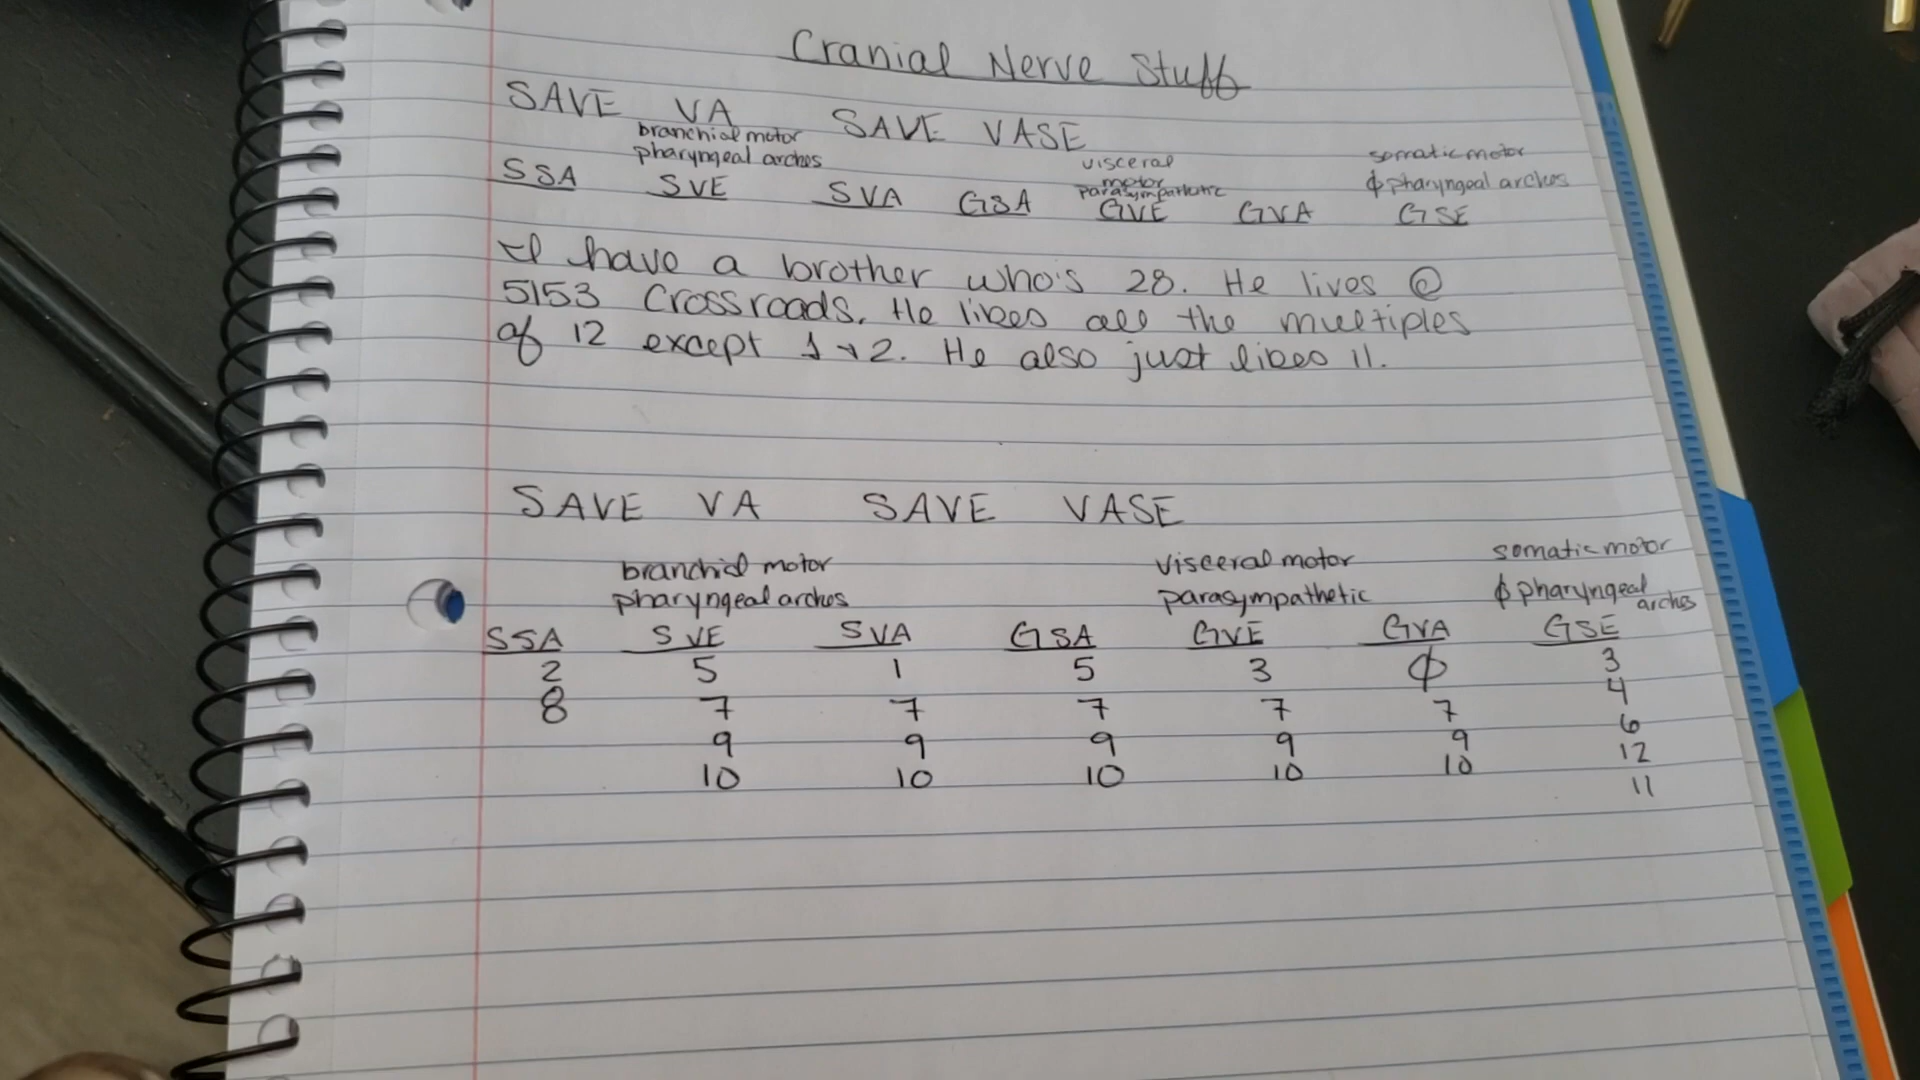 Cranial Nerve Stuff
SAVE VA SAVE VASE
branchial motor
pharyngeal arches
visceral
motor
parasympathetic
somatic motor
ϕ pharyngeal arches
SSA SVE SVA GSA GVE GVA GSE
I have a brother who's 28. He lives @
5153 Crossroads. He likes all the multiples
of 12 except 1 + 2. He also just likes 11.
SAVE VA SAVE VASE
branchial motor
pharyngeal arches
visceral motor
parasympathetic
somatic motor
ϕ pharyngeal
arches
SSA SVE SVA GSA GVE GVA GSE
2 5 1 5 3 ϕ 3
8 7 7 7 7 7 4
9 9 9 9 9 6
10 10 10 10 10 12
11